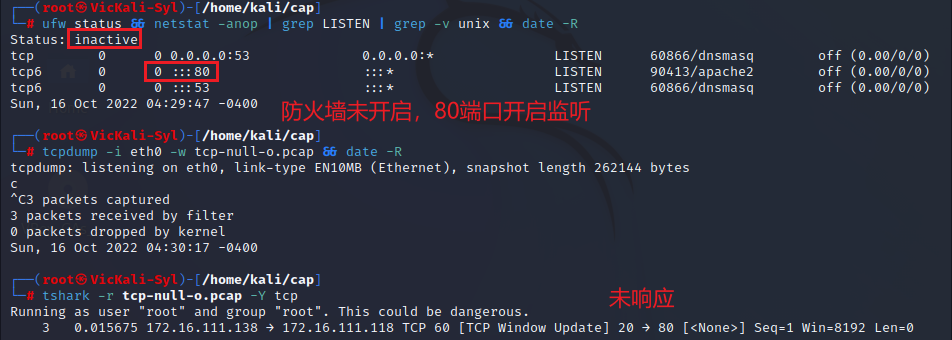 ┌──(root㉿VicKali-Syl)-[/home/kali/cap]
└─# ufw status && netstat -anop | grep LISTEN | grep -v unix && date -R
Status: inactive
tcp        0      0 0.0.0.0:53              0.0.0.0:*               LISTEN      60866/dnsmasq        off (0.00/0/0)
tcp6       0      0 :::80                   :::*                    LISTEN      90413/apache2        off (0.00/0/0)
tcp6       0      0 :::53                   :::*                    LISTEN      60866/dnsmasq        off (0.00/0/0)
Sun, 16 Oct 2022 04:29:47 -0400
防火墙未开启，80端口开启监听
┌──(root㉿VicKali-Syl)-[/home/kali/cap]
└─# tcpdump -i eth0 -w tcp-null-o.pcap && date -R
tcpdump: listening on eth0, link-type EN10MB (Ethernet), snapshot length 262144 bytes
c
^C3 packets captured
3 packets received by filter
0 packets dropped by kernel
Sun, 16 Oct 2022 04:30:17 -0400
┌──(root㉿VicKali-Syl)-[/home/kali/cap]
└─# tshark -r tcp-null-o.pcap -Y tcp
未响应
Running as user "root" and group "root". This could be dangerous.
    3   0.015675 172.16.111.138 → 172.16.111.118 TCP 60 [TCP Window Update] 20 → 80 [<None>] Seq=1 Win=8192 Len=0